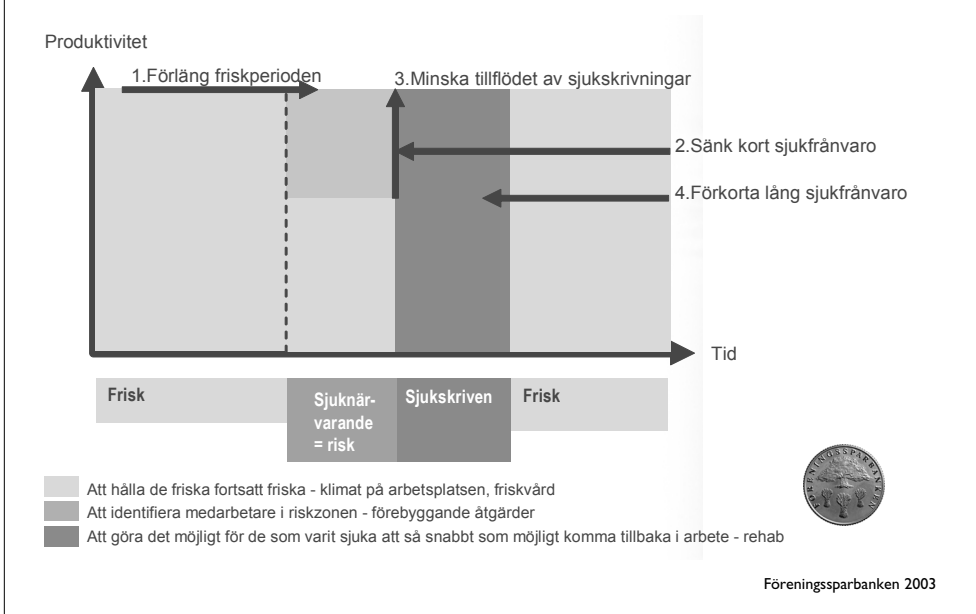 Produktivitet
1.Förläng friskperioden
3.Minska tillflödet av sjukskrivningar
2.Sänk kort sjukfrånvaro
4.Förkorta lång sjukfrånvaro
Tid
Frisk
Sjuknär-
varande
= risk
Sjukskriven
Frisk
FÖRENINGSSPARBANKEN
Att hålla de friska fortsatt friska - klimat på arbetsplatsen, friskvård
Att identifiera medarbetare i riskzonen - förebyggande åtgärder
Att göra det möjligt för de som varit sjuka att så snabbt som möjligt komma tillbaka i arbete - rehab
Föreningssparbanken 2003